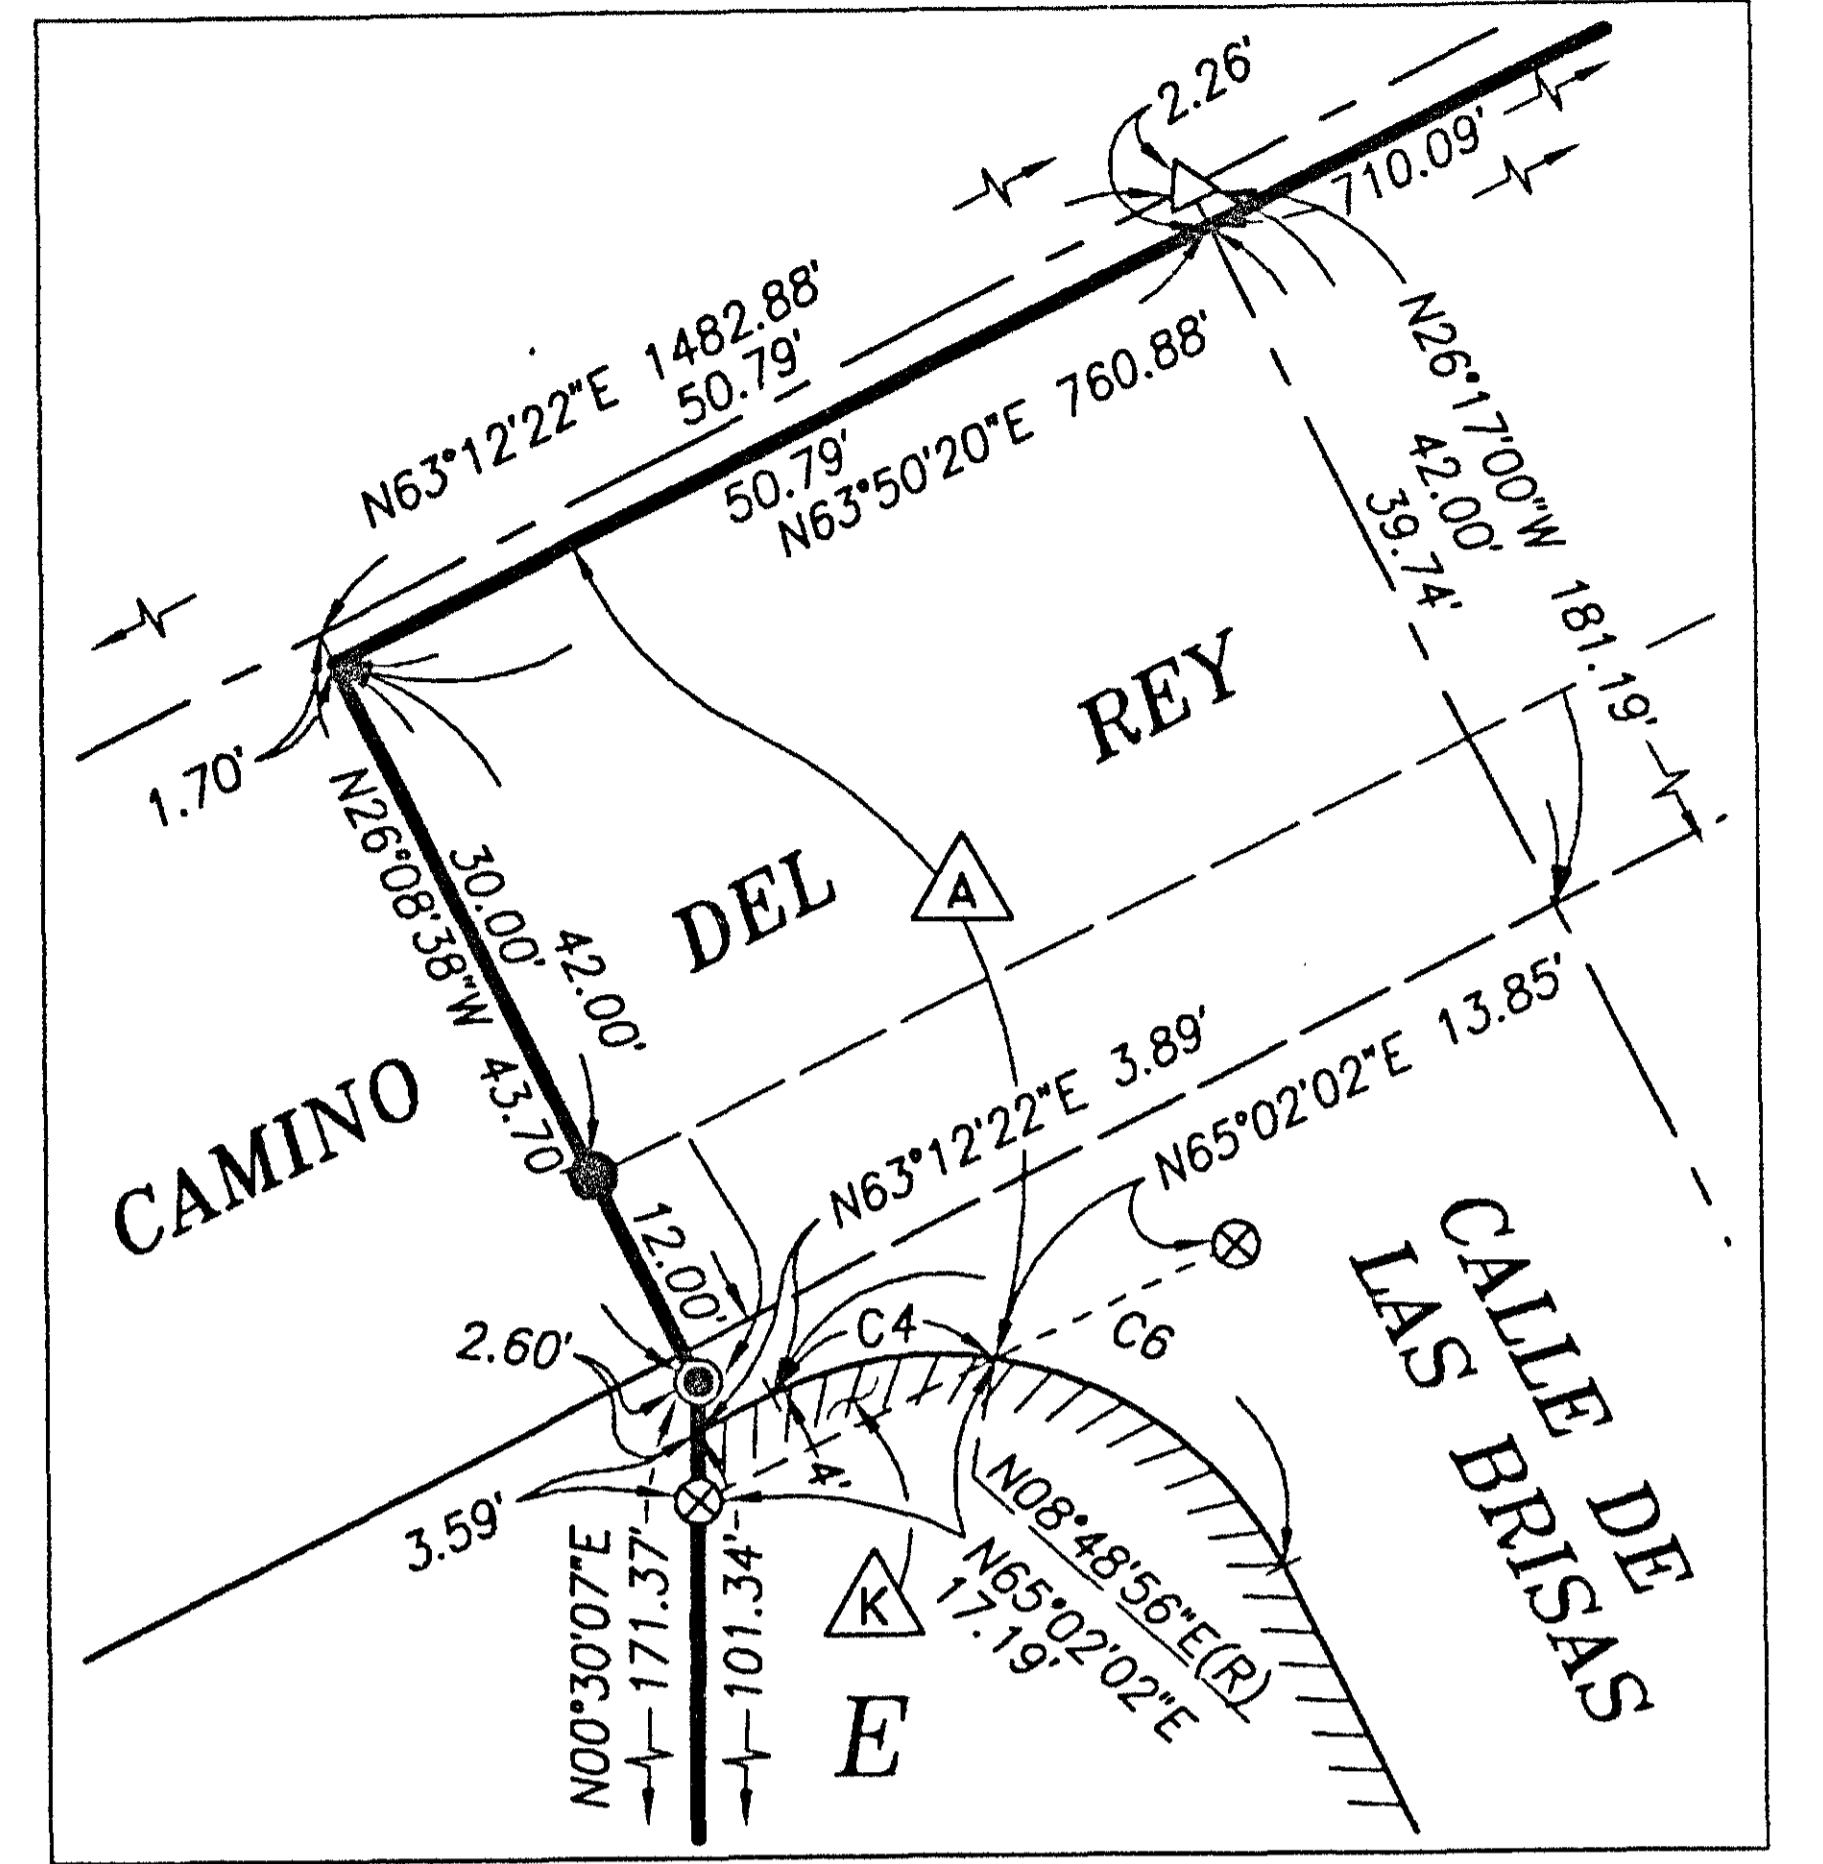 2.26'
710.09'
N63°12'22"E 1482.88'
50.79'
50.79'
N63°50'20"E 760.88'
N26°17'00"W 181.19'
42.00'
39.74'
1.70'
N26°08'38"W 43.70
30.00'
42.00'
12.00'
CAMINO DEL REY
A
N63°12'22"E 3.89'
N65°02'02"E 13.85'
2.60'
C4
C6
3.59'
4'
N08°48'56"E(R)
N65°02'02"E
17.19'
K
N00°30'07"E
171.37'
101.34'
E
CALLE DE
LAS BRISAS